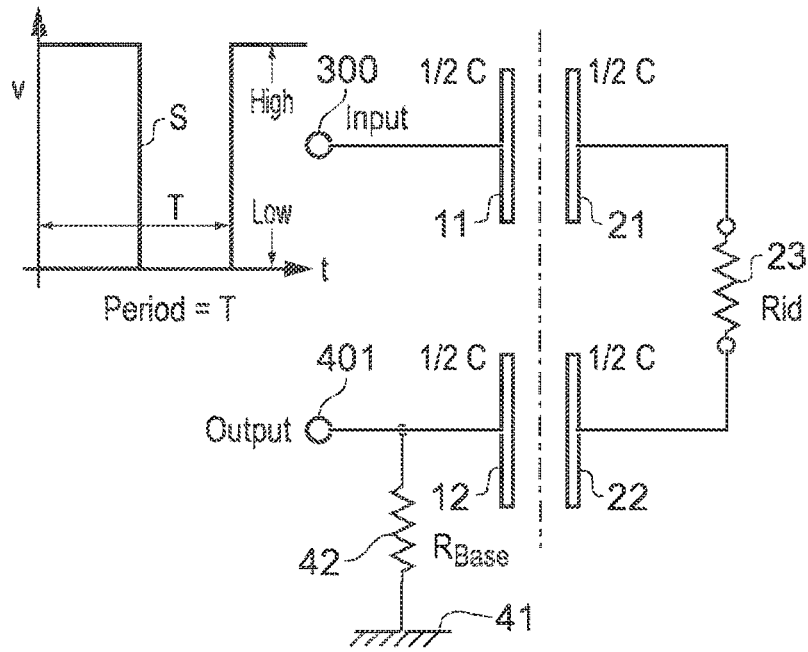 300
1/2 C
1/2 C
v
High
Input
S
T
Low
11
21
t
23
Period = T
Rid
401
1/2 C
1/2 C
Output
12
22
42
RBase
41